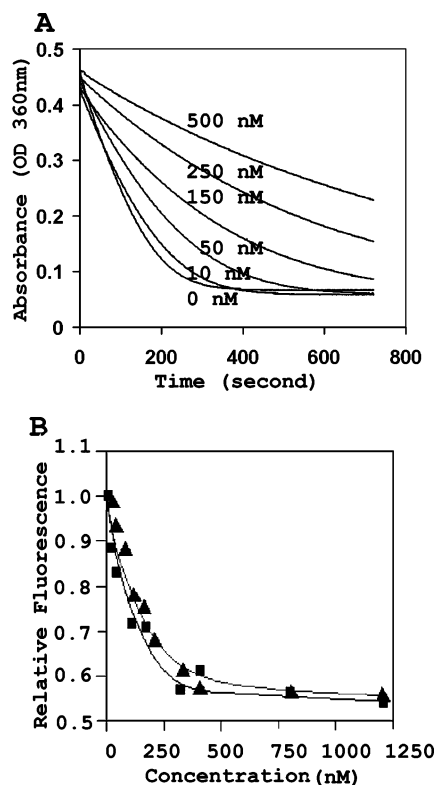 A
0.5
0.4
0.3
0.2
0.1
0
Absorbance (OD 360nm)
500 nM
250 nM
150 nM
50 nM
10 nM
0 nM
0 200 400 600 800
Time (second)
B
1.1
1.0
0.9
0.8
0.7
0.6
0.5
Relative Fluorescence
0 250 500 750 1000 1250
Concentration (nM)